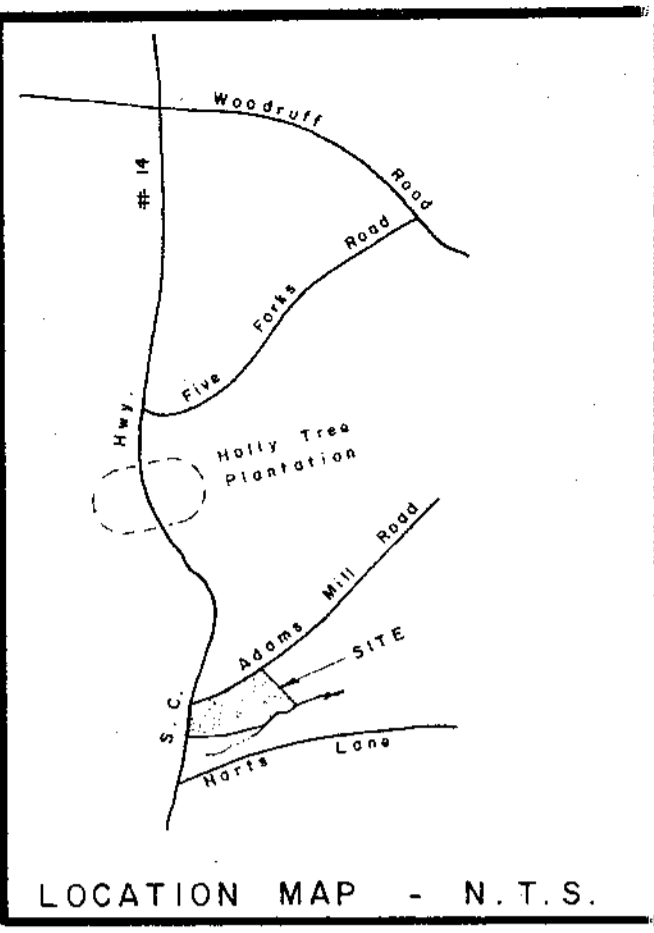 Woodruff Road
# 14
Five Forks Road
Hwy.
Holly Tree
Plantation
Adams Mill Road
SITE
S. C.
Harts Lane
LOCATION MAP - N.T.S.